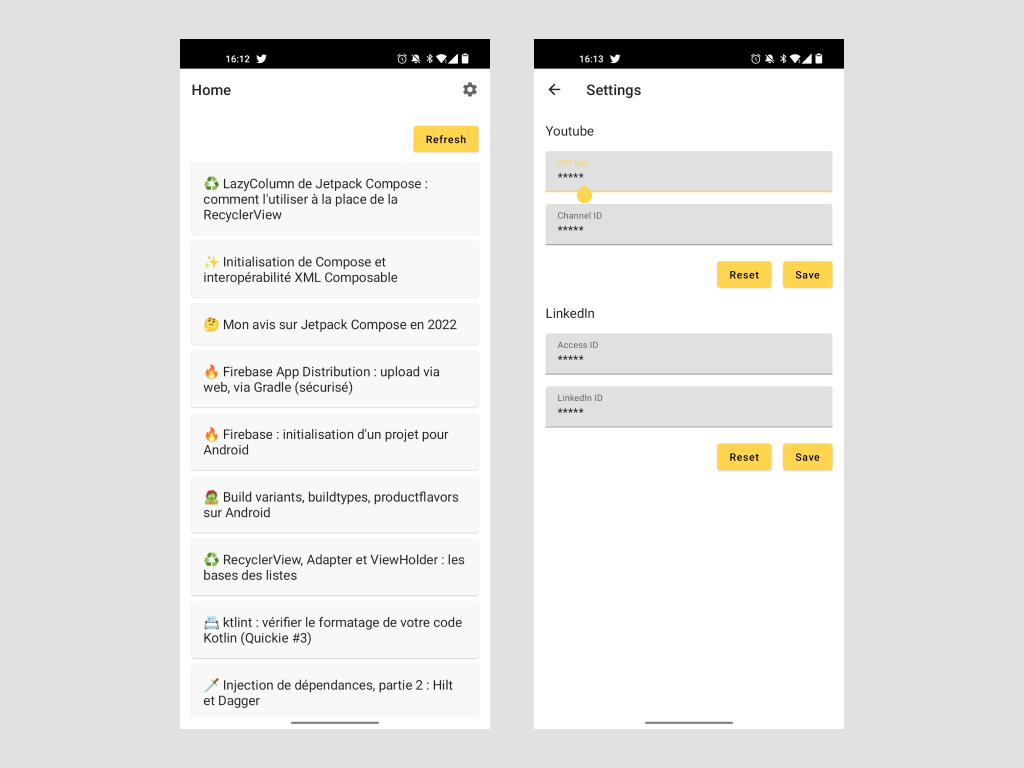 16:12
Home
Refresh
♻️ LazyColumn de Jetpack Compose :
comment l'utiliser à la place de la
RecyclerView
✨ Initialisation de Compose et
interopérabilité XML Composable
🤔 Mon avis sur Jetpack Compose en 2022
🔥 Firebase App Distribution : upload via
web, via Gradle (sécurisé)
🔥 Firebase : initialisation d'un projet pour
Android
🧟 Build variants, buildtypes, productflavors
sur Android
♻️ RecyclerView, Adapter et ViewHolder : les
bases des listes
📇 ktlint : vérifier le formatage de votre code
Kotlin (Quickie #3)
🗡️ Injection de dépendances, partie 2 : Hilt
et Dagger
16:13
Settings
Youtube
API key
*****
Channel ID
*****
Reset Save
LinkedIn
Access ID
*****
LinkedIn ID
*****
Reset Save